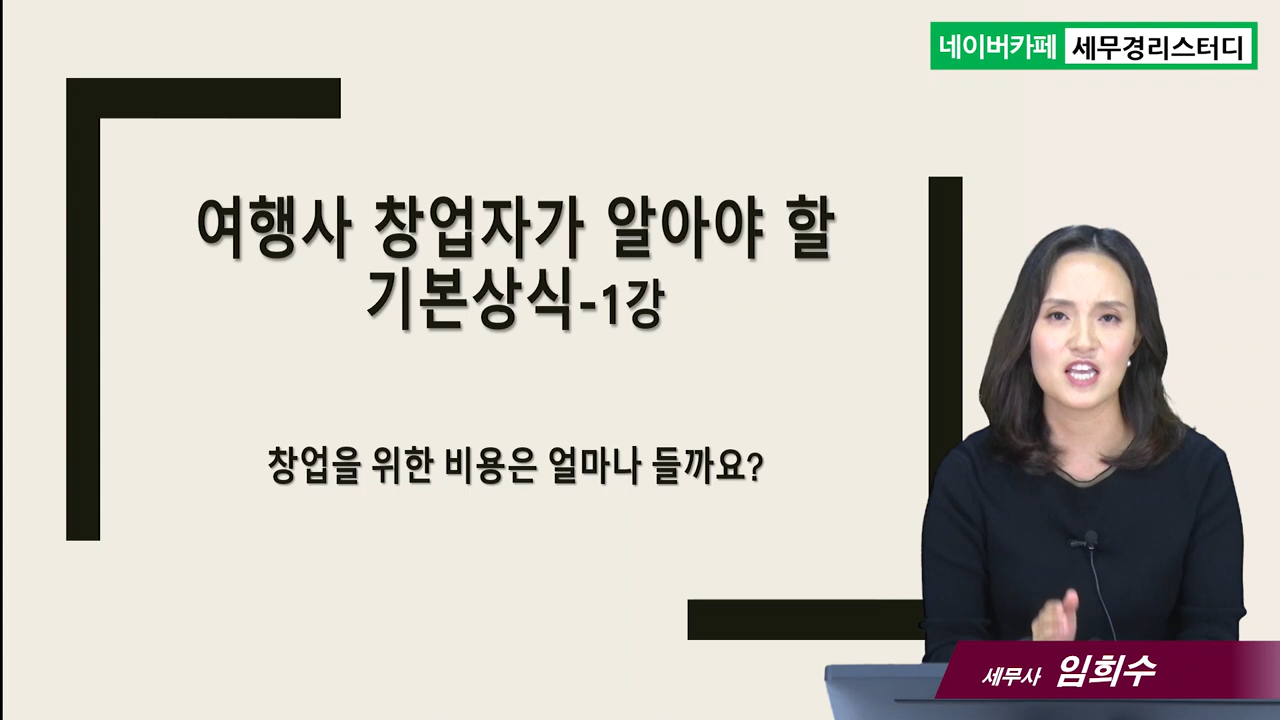 네이버카페 세무경리스터디
여행사 창업자가 알아야 할
기본상식-1강
창업을 위한 비용은 얼마나 들까요?
세무사 임희수